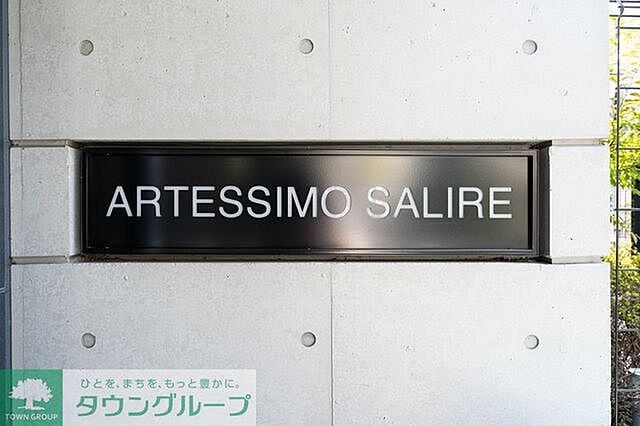 ARTESSIMO SALIRE
ひとを、まちを、もっと豊かに。
TOWN GROUP
タウングループ